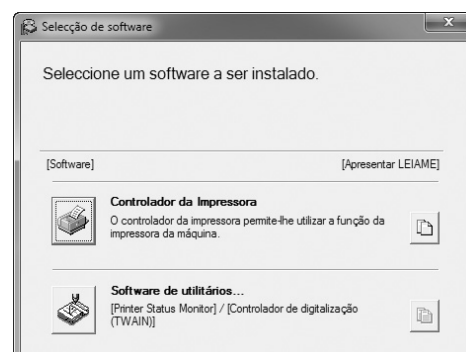 Selecção de software
Seleccione um software a ser instalado.
[Software] [Apresentar LEIAME]
Controlador da Impressora
O controlador da impressora permite-lhe utilizar a função da
impressora da máquina.
Software de utilitários...
[Printer Status Monitor] / [Controlador de digitalização
(TWAIN)]